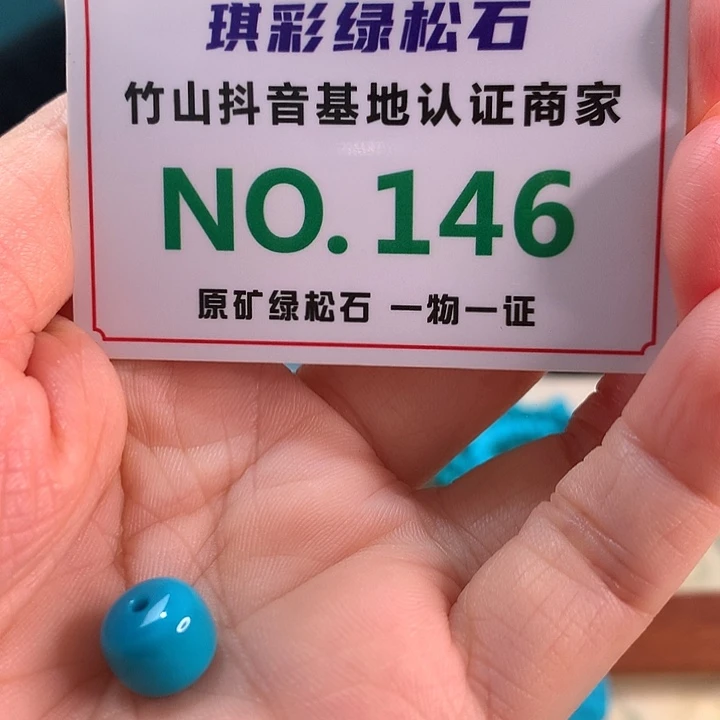 琪彩绿松石
竹山抖音基地认证商家
NO.146
原矿绿松石 一物一证